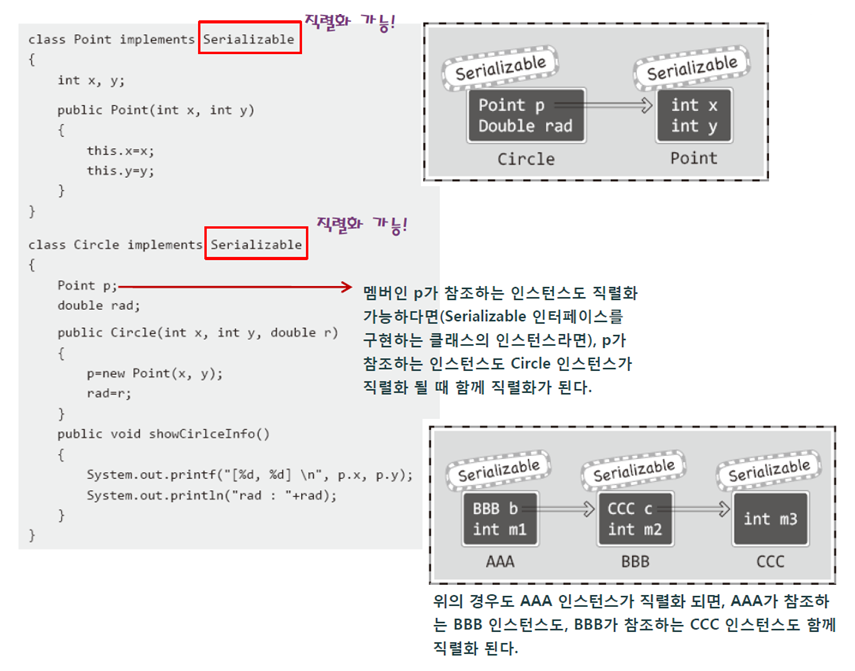 직렬화 가능!
class Point implements Serializable
{
int x, y;
public Point(int x, int y)
{
this.x=x;
this.y=y;
}
}
직렬화 가능!
class Circle implements Serializable
{
Point p;
double rad;
public Circle(int x, int y, double r)
{
p=new Point(x, y);
rad=r;
}
public void showCirlceInfo()
{
System.out.printf("[%d, %d] \n", p.x, p.y);
System.out.println("rad : "+rad);
}
}
Serializable
Serializable
Point p
Double rad
int x
int y
Circle
Point
멤버인 p가 참조하는 인스턴스도 직렬화
가능하다면(Serializable 인터페이스를
구현하는 클래스의 인스턴스라면), p가
참조하는 인스턴스도 Circle 인스턴스가
직렬화 될 때 함께 직렬화가 된다.
Serializable
Serializable
Serializable
BBB b
int m1
CCC c
int m2
int m3
AAA
BBB
CCC
위의 경우도 AAA 인스턴스가 직렬화 되면, AAA가 참조하
는 BBB 인스턴스도, BBB가 참조하는 CCC 인스턴스도 함께
직렬화 된다.